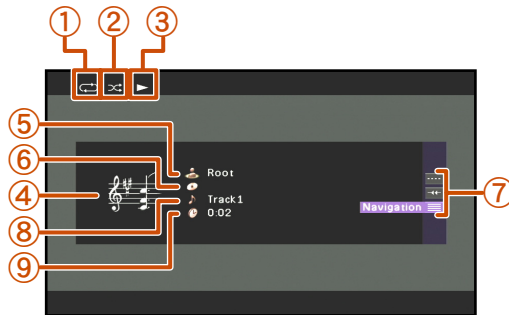 ① ② ③
⑤ Root
⑥
④
Track1
⑧ 0:02
Navigation ⑦
⑨